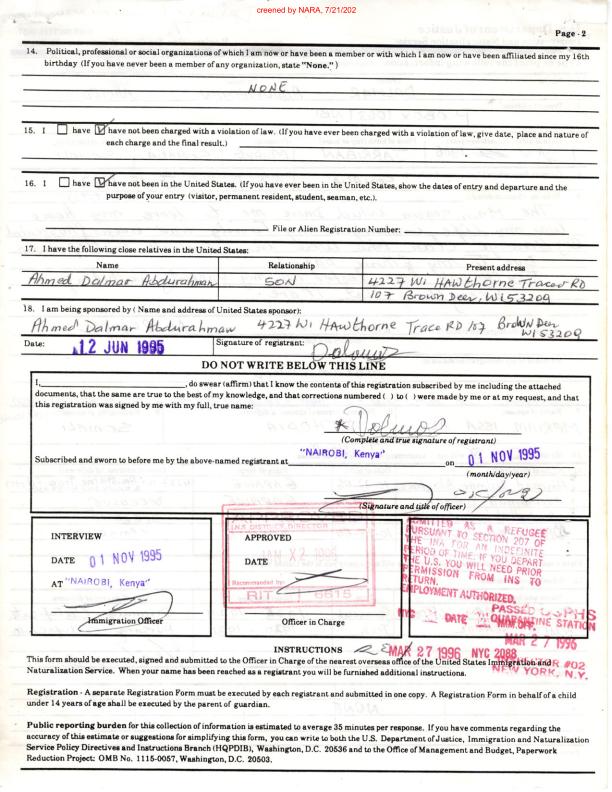 creened by NARA, 7/21/202
Page - 2
14. Political, professional or social organizations of which I am now or have been a member or with which I am now or have been affiliated since my 16th
birthday (If you have never been a member of any organization, state "None.")
NONE
15. I have have not been charged with a violation of law. (If you have ever been charged with a violation of law, give date, place and nature of
each charge and the final result.)
16. I have have not been in the United States. (If you have ever been in the United States, show the dates of entry and departure and the
purpose of your entry (visitor, permanent resident, student, seaman, etc.).
File or Alien Registration Number:
17. I have the following close relatives in the United States:
Name Relationship Present address
Ahmed Dalmar Abdurahman SON 4227 Wi HAWthorne Trace RD
107 Brown Deer, Wi 53209
18. I am being sponsored by (Name and address of United States sponsor):
Ahmed Dalmar Abdurahman 4227 Wi HAWthorne Trace RD 107 BroWN Deer
Wi 53209
Date: 12 JUN 1995 Signature of registrant:
DO NOT WRITE BELOW THIS LINE
I, , do swear (affirm) that I know the contents of this registration subscribed by me including the attached
documents, that the same are true to the best of my knowledge, and that corrections numbered ( ) to ( ) were made by me or at my request, and that
this registration was signed by me with my full, true name:
(Complete and true signature of registrant)
Subscribed and sworn to before me by the above-named registrant at "NAIROBI, Kenya" on 01 NOV 1995
(month/day/year)
(Signature and title of officer)
INTERVIEW
DATE 01 NOV 1995
AT "NAIROBI, Kenya"
Immigration Officer
INS DISTRICT DIRECTOR
APPROVED
DATE
Recommended by:
RIT 6815
Officer in Charge
ADMITTED AS A REFUGEE
PURSUANT TO SECTION 207 OF
THE INA FOR AN INDEFINITE
PERIOD OF TIME. IF YOU DEPART
THE U.S. YOU WILL NEED PRIOR
PERMISSION FROM INS TO
RETURN.
EMPLOYMENT AUTHORIZED.
NYC DATE
PASSED USPHS
QUARANTINE STATION
MAR 27 1996
NEW YORK, N.Y.
MAR 27 1996 NYC 2088
#02
INSTRUCTIONS
This form should be executed, signed and submitted to the Officer in Charge of the nearest overseas office of the United States Immigration and
Naturalization Service. When your name has been reached as a registrant you will be furnished additional instructions.
Registration - A separate Registration Form must be executed by each registrant and submitted in one copy. A Registration Form in behalf of a child
under 14 years of age shall be executed by the parent of guardian.
Public reporting burden for this collection of information is estimated to average 35 minutes per response. If you have comments regarding the
accuracy of this estimate or suggestions for simplifying this form, you can write to both the U.S. Department of Justice, Immigration and Naturalization
Service Policy Directives and Instructions Branch (HQPDIB), Washington, D.C. 20536 and to the Office of Management and Budget, Paperwork
Reduction Project: OMB No. 1115-0057, Washington, D.C. 20503.